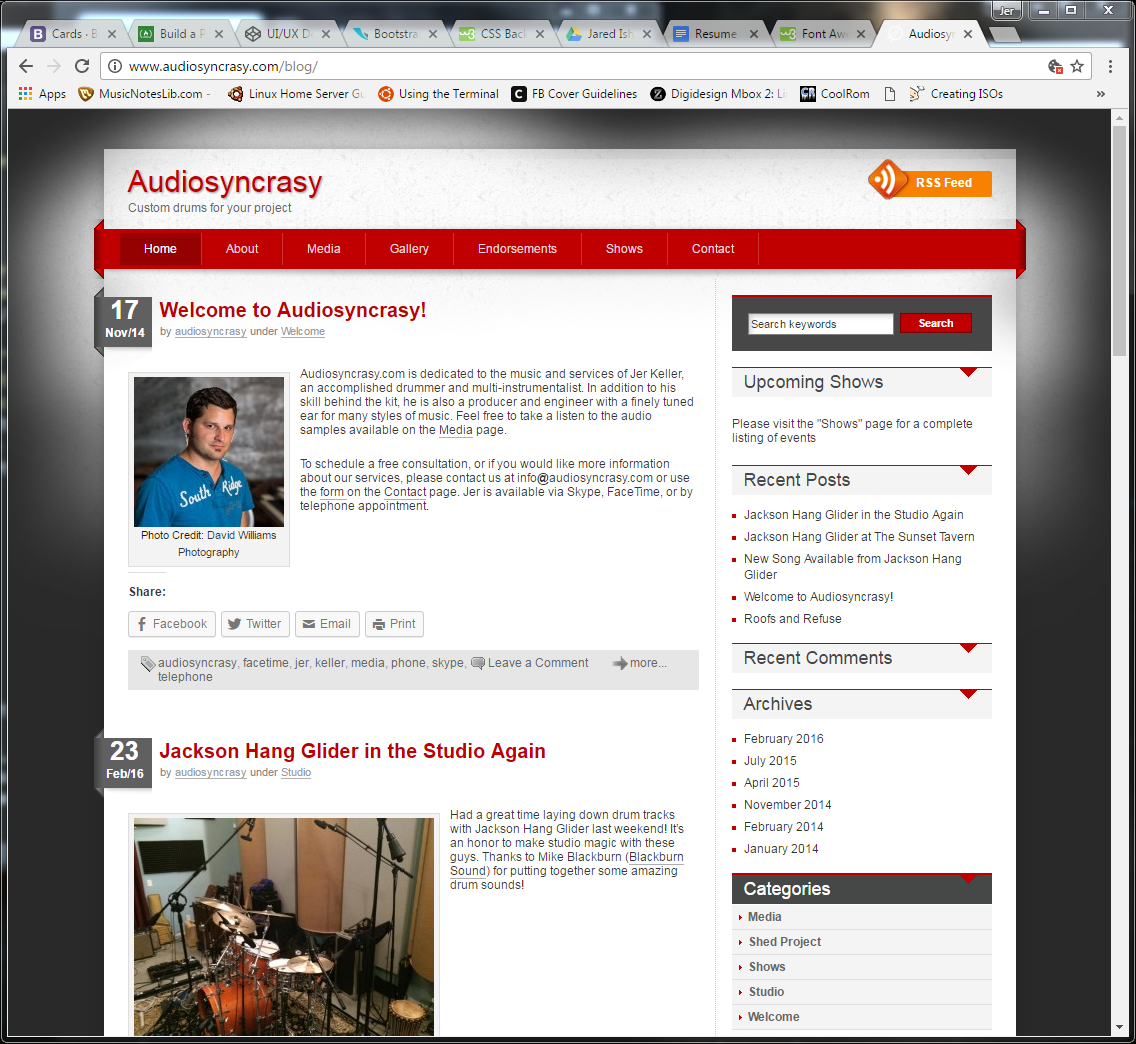 Jer
Cards · B
Build a P
UI/UX D
Bootstra
CSS Bac
Jared Ish
Resume
Font Awe
Audiosyn
www.audiosyncrasy.com/blog/
Apps
MusicNotesLib.com -
Linux Home Server Gu
Using the Terminal
FB Cover Guidelines
Digidesign Mbox 2: Li
CoolRom
Creating ISOs
»
Audiosyncrasy
Custom drums for your project
RSS Feed
Home
About
Media
Gallery
Endorsements
Shows
Contact
17
Nov/14
Welcome to Audiosyncrasy!
by audiosyncrasy under Welcome
South Ridge
Photo Credit: David Williams
Photography
Audiosyncrasy.com is dedicated to the music and services of Jer Keller,
an accomplished drummer and multi-instrumentalist. In addition to his
skill behind the kit, he is also a producer and engineer with a finely tuned
ear for many styles of music. Feel free to take a listen to the audio
samples available on the Media page.
To schedule a free consultation, or if you would like more information
about our services, please contact us at info@audiosyncrasy.com or use
the form on the Contact page. Jer is available via Skype, FaceTime, or by
telephone appointment.
Share:
Facebook
Twitter
Email
Print
audiosyncrasy, facetime, jer, keller, media, phone, skype,
telephone
Leave a Comment
more...
23
Feb/16
Jackson Hang Glider in the Studio Again
by audiosyncrasy under Studio
Had a great time laying down drum tracks
with Jackson Hang Glider last weekend! It's
an honor to make studio magic with these
guys. Thanks to Mike Blackburn (Blackburn
Sound) for putting together some amazing
drum sounds!
Search keywords
Search
Upcoming Shows
Please visit the "Shows" page for a complete
listing of events
Recent Posts
Jackson Hang Glider in the Studio Again
Jackson Hang Glider at The Sunset Tavern
New Song Available from Jackson Hang
Glider
Welcome to Audiosyncrasy!
Roofs and Refuse
Recent Comments
Archives
February 2016
July 2015
April 2015
November 2014
February 2014
January 2014
Categories
Media
Shed Project
Shows
Studio
Welcome